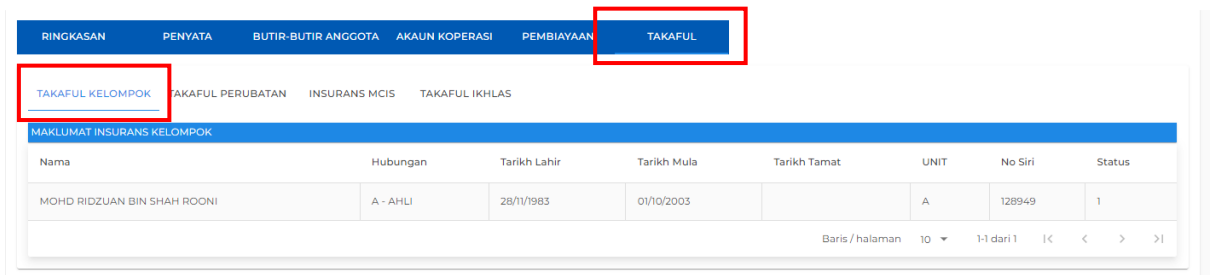 RINGKASAN PENYATA BUTIR-BUTIR ANGGOTA AKAUN KOPERASI PEMBIAYAAN TAKAFUL
TAKAFUL KELOMPOK TAKAFUL PERUBATAN INSURANS MCIS TAKAFUL IKHLAS
MAKLUMAT INSURANS KELOMPOK
Nama Hubungan Tarikh Lahir Tarikh Mula Tarikh Tamat UNIT No Siri Status
MOHD RIDZUAN BIN SHAH ROONI A - AHLI 28/11/1983 01/10/2003 A 128949 1
Baris / halaman 10 1-1 dari 1